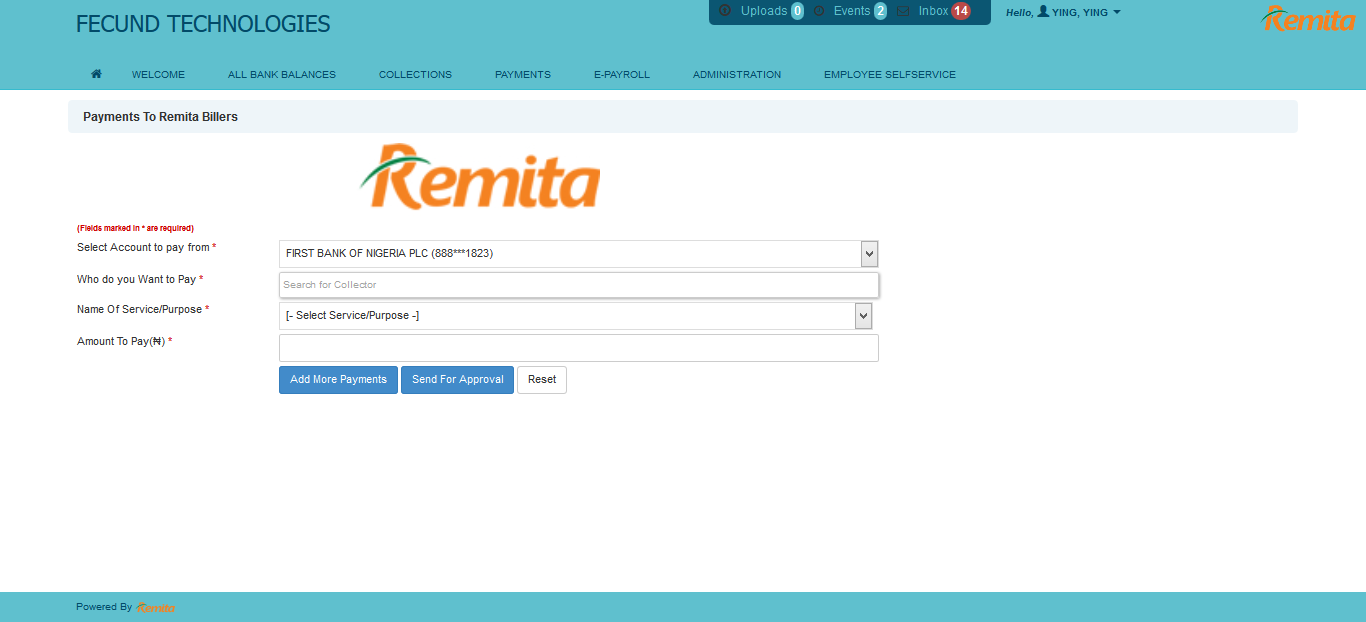 FECUND TECHNOLOGIES
Uploads 0 Events 2 Inbox 14
Hello, YING, YING
Remita
WELCOME ALL BANK BALANCES COLLECTIONS PAYMENTS E-PAYROLL ADMINISTRATION EMPLOYEE SELFSERVICE
Payments To Remita Billers
Remita
(Fields marked in * are required)
Select Account to pay from * FIRST BANK OF NIGERIA PLC (888***1823)
Who do you Want to Pay * Search for Collector
Name Of Service/Purpose * [- Select Service/Purpose -]
Amount To Pay(₦) *
Add More Payments Send For Approval Reset
Powered By Remita